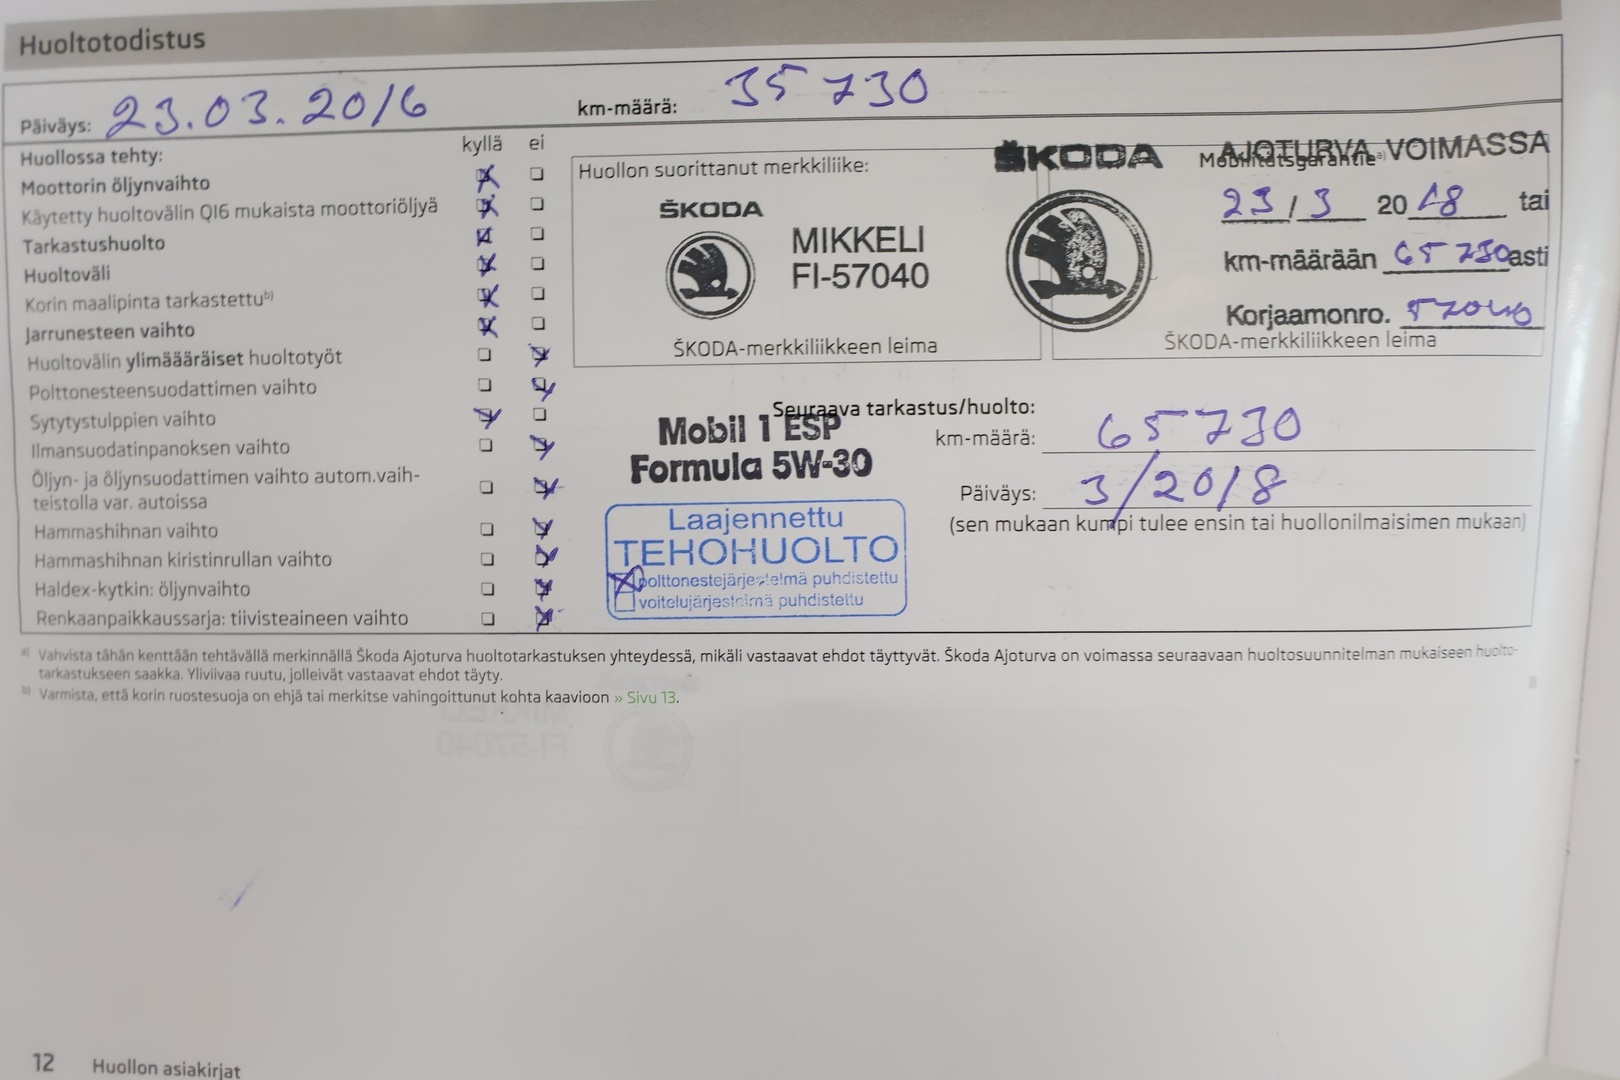 Huoltotodistus
Päiväys: 23.03.2016
km-määrä: 35 730
Huollossa tehty: kyllä ei
Moottorin öljynvaihto
Käytetty huoltovälin QI6 mukaista moottoriöljyä
Tarkastushuolto
Huoltoväli
Korin maalipinta tarkastettu b)
Jarrunesteen vaihto
Huoltovälin ylimäääräiset huoltotyöt
Polttonesteensuodattimen vaihto
Sytytystulppien vaihto
Ilmansuodatinpanoksen vaihto
Öljyn- ja öljynsuodattimen vaihto autom.vaih-
teistolla var. autoissa
Hammashihnan vaihto
Hammashihnan kiristinrullan vaihto
Haldex-kytkin: öljynvaihto
Renkaanpaikkaussarja: tiivisteaineen vaihto
Huollon suorittanut merkkiliike:
ŠKODA
MIKKELI
FI-57040
ŠKODA-merkkiliikkeen leima
ŠKODA
AJOTURVA VOIMASSA
Mobilitätsgarantie a)
23/3 2018 tai
km-määrään 65 730 asti
Korjaamonro. 57040
ŠKODA-merkkiliikkeen leima
Seuraava tarkastus/huolto:
km-määrä: 65730
Päiväys: 3/2018
(sen mukaan kumpi tulee ensin tai huollonilmaisimen mukaan)
Mobil 1 ESP
Formula 5W-30
Laajennettu
TEHOHUOLTO
polttonestejärjestelmä puhdistettu
voitelujärjestelmä puhdistettu
a) Vahvista tähän kenttään tehtävällä merkinnällä Škoda Ajoturva huoltotarkastuksen yhteydessä, mikäli vastaavat ehdot täyttyvät. Škoda Ajoturva on voimassa seuraavaan huoltosuunnitelman mukaiseen huolto-
tarkastukseen saakka. Yliviivaa ruutu, jolleivät vastaavat ehdot täyty.
b) Varmista, että korin ruostesuoja on ehjä tai merkitse vahingoittunut kohta kaavioon » Sivu 13.
12 Huollon asiakirjat